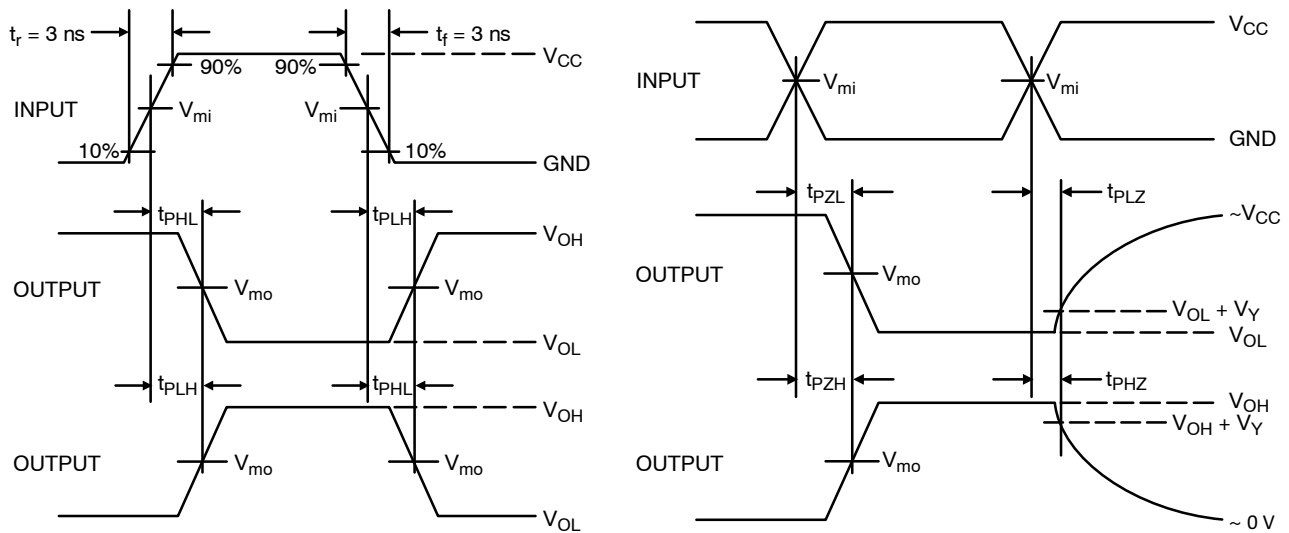 t_r = 3 ns
t_f = 3 ns
V_CC
90%
90%
INPUT
V_mi
V_mi
10%
10%
GND
t_PHL
t_PLH
V_OH
OUTPUT
V_mo
V_mo
V_OL
t_PLH
t_PHL
V_OH
OUTPUT
V_mo
V_mo
V_OL
V_CC
INPUT
V_mi
V_mi
GND
t_PZL
t_PLZ
~V_CC
OUTPUT
V_mo
V_OL + V_Y
V_OL
t_PZH
t_PHZ
V_OH
V_OH + V_Y
OUTPUT
V_mo
~ 0 V